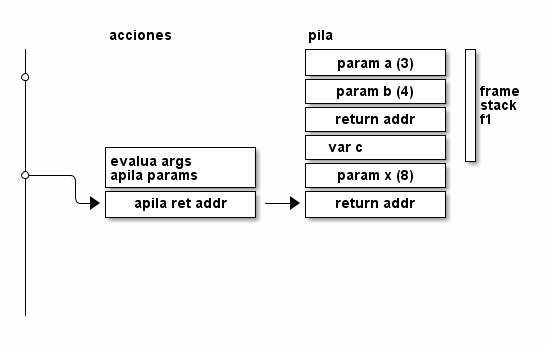 acciones
pila
param a (3)
param b (4)
return addr
var c
param x (8)
return addr
frame
stack
f1
evalua args
apila params
apila ret addr